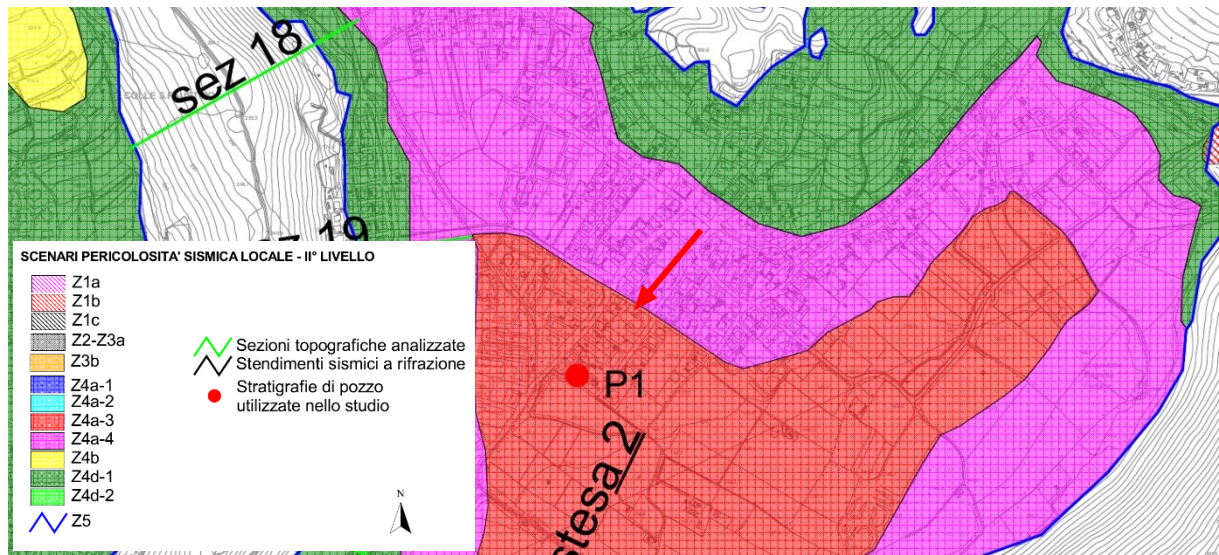 sez 18
COLLE S.
z 19
SCENARI PERICOLOSITA' SISMICA LOCALE - II° LIVELLO
Z1a
Z1b
Z1c
Z2-Z3a
Z3b
Z4a-1
Z4a-2
Z4a-3
Z4a-4
Z4b
Z4d-1
Z4d-2
Z5
Sezioni topografiche analizzate
Stendimenti sismici a rifrazione
Stratigrafie di pozzo
utilizzate nello studio
N
P1
stesa 2